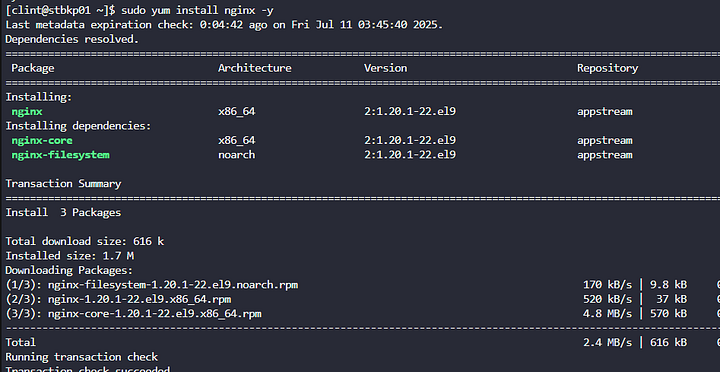 [clint@stbkp01 ~]$ sudo yum install nginx -y
Last metadata expiration check: 0:04:42 ago on Fri Jul 11 03:45:40 2025.
Dependencies resolved.
================================================================================
Package Architecture Version Repository
================================================================================
Installing:
nginx x86_64 2:1.20.1-22.el9 appstream
Installing dependencies:
nginx-core x86_64 2:1.20.1-22.el9 appstream
nginx-filesystem noarch 2:1.20.1-22.el9 appstream
Transaction Summary
================================================================================
Install 3 Packages
Total download size: 616 k
Installed size: 1.7 M
Downloading Packages:
(1/3): nginx-filesystem-1.20.1-22.el9.noarch.rpm 170 kB/s | 9.8 kB
(2/3): nginx-1.20.1-22.el9.x86_64.rpm 520 kB/s | 37 kB
(3/3): nginx-core-1.20.1-22.el9.x86_64.rpm 4.8 MB/s | 570 kB
--------------------------------------------------------------------------------
Total 2.4 MB/s | 616 kB
Running transaction check
Transaction check succeeded